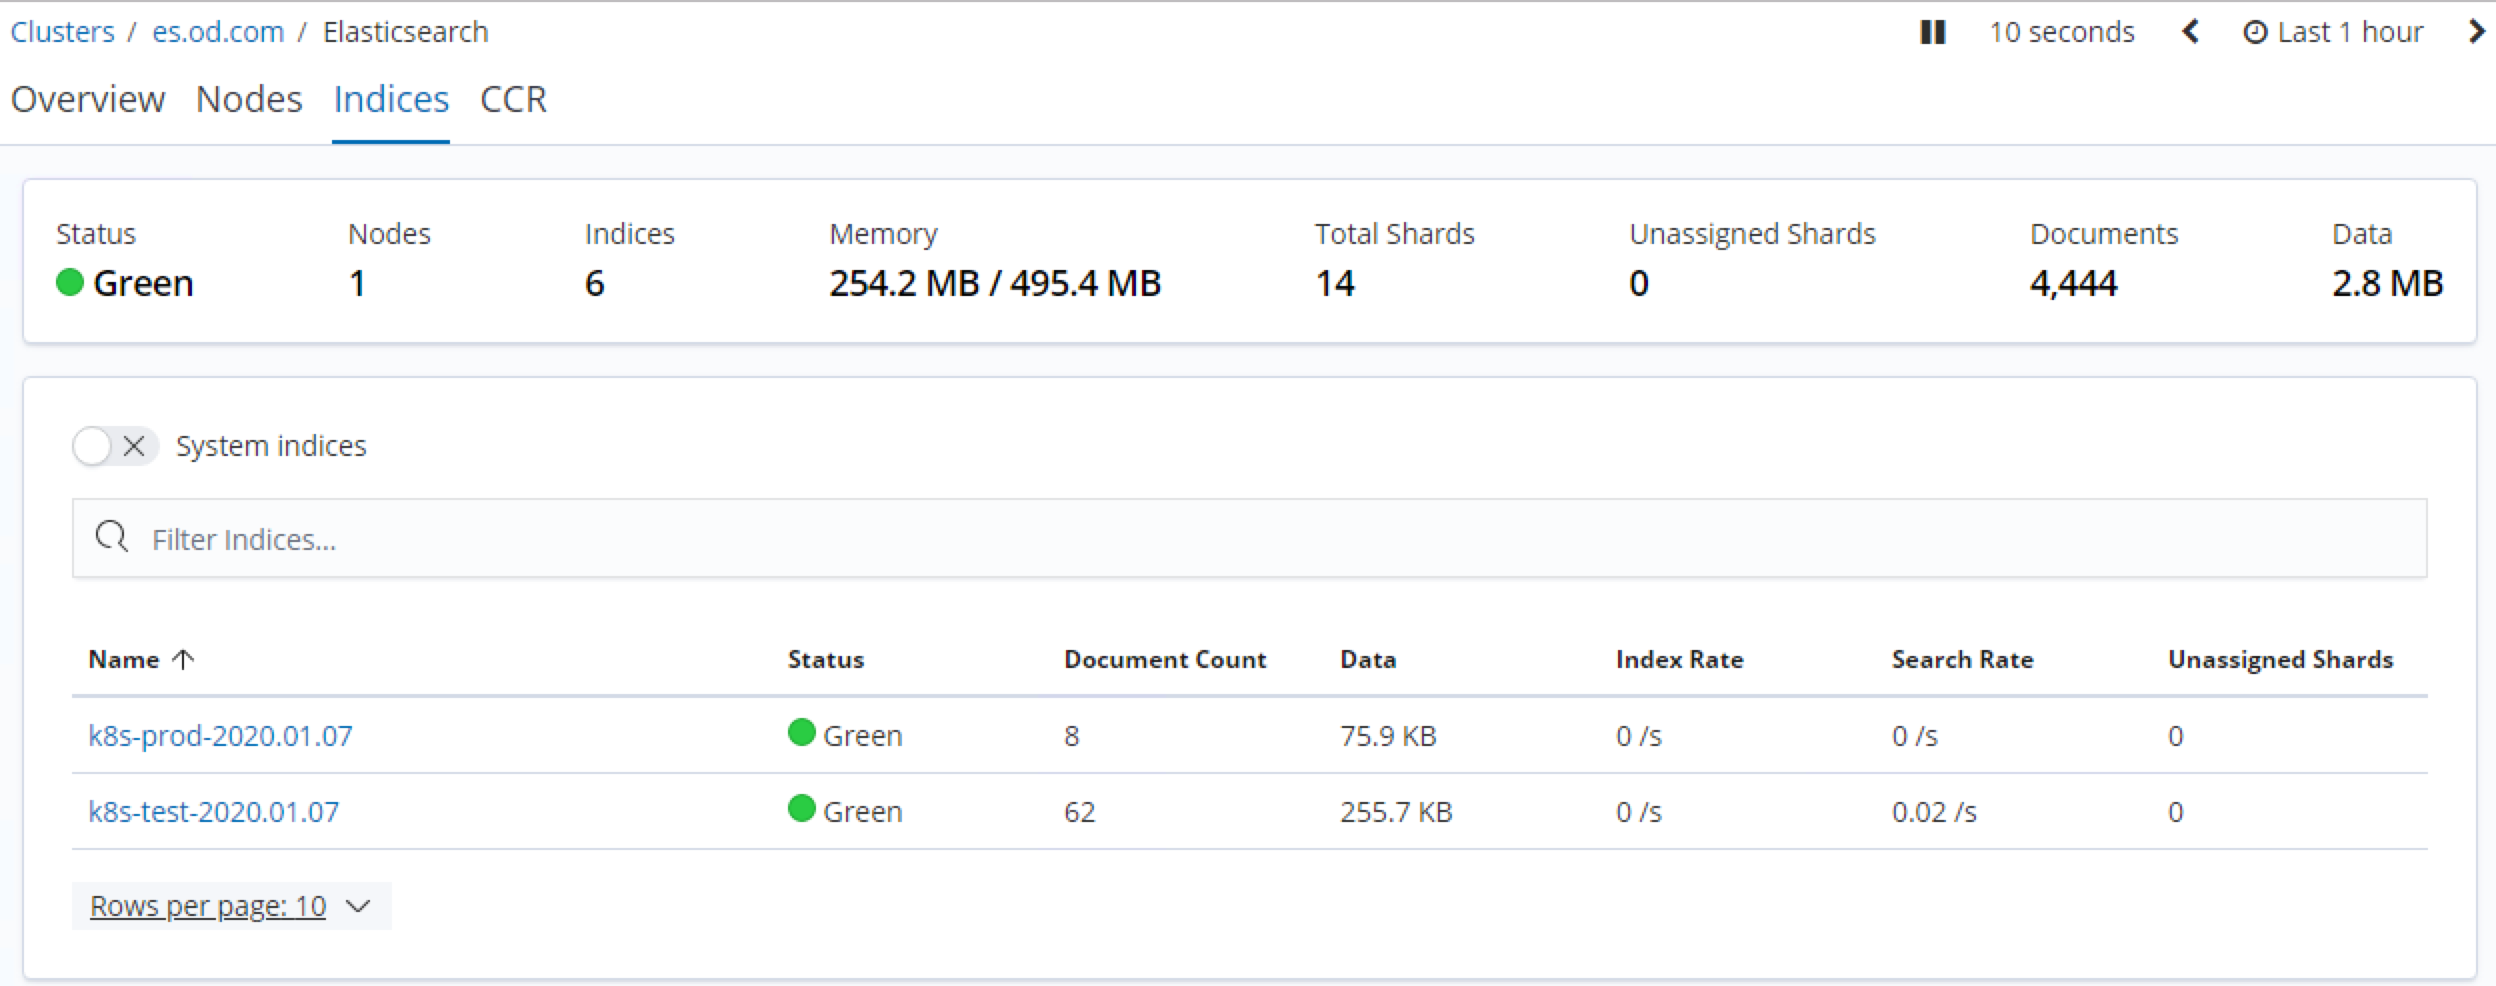 Clusters / es.od.com / Elasticsearch 10 seconds Last 1 hour
Overview Nodes Indices CCR
Status Nodes Indices Memory Total Shards Unassigned Shards Documents Data
Green 1 6 254.2 MB / 495.4 MB 14 0 4,444 2.8 MB
System indices
Filter Indices...
Name Status Document Count Data Index Rate Search Rate Unassigned Shards
k8s-prod-2020.01.07 Green 8 75.9 KB 0 /s 0 /s 0
k8s-test-2020.01.07 Green 62 255.7 KB 0 /s 0.02 /s 0
Rows per page: 10